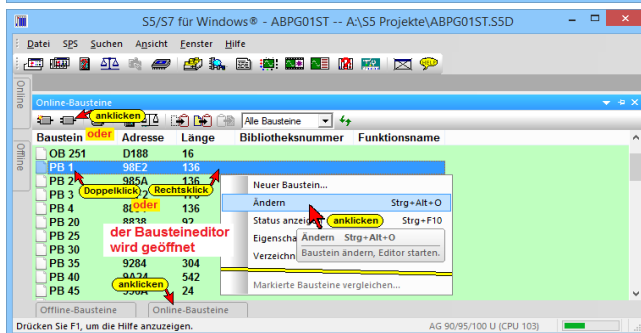 S5/S7 für Windows® - ABPG01ST -- A:\S5 Projekte\ABPG01ST.S5D
Datei SPS Suchen Ansicht Fenster Hilfe
Online
Offline
Online-Bausteine
anklicken
Alle Bausteine
oder
Baustein Adresse Länge Bibliotheksnummer Funktionsname
OB 251 D188 16
PB 1 98E2 136
PB 2 985A 136
Doppelklick oder Rechtsklick
PB 3
PB 4 136
PB 20 8838 92
PB 25
PB 30
PB 35 9284 304
PB 40 9A24 542
PB 45 24
der Bausteineditor
wird geöffnet
Neuer Baustein...
Ändern Strg+Alt+O
Status anzeigen Strg+F10
anklicken
Eigenscha
Verzeichn
Ändern Strg+Alt+O
Baustein ändern, Editor starten.
Markierte Bausteine vergleichen...
anklicken
Offline-Bausteine Online-Bausteine
Drücken Sie F1, um die Hilfe anzuzeigen. AG 90/95/100 U (CPU 103)